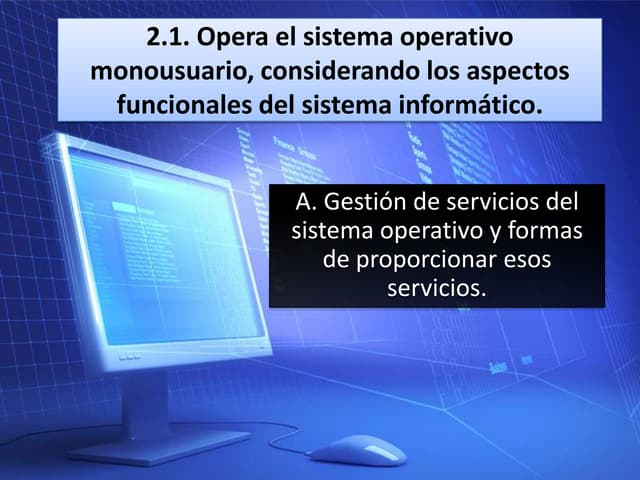 2.1. Opera el sistema operativo
monousuario, considerando los aspectos
funcionales del sistema informático.
A. Gestión de servicios del
sistema operativo y formas
de proporcionar esos
servicios.